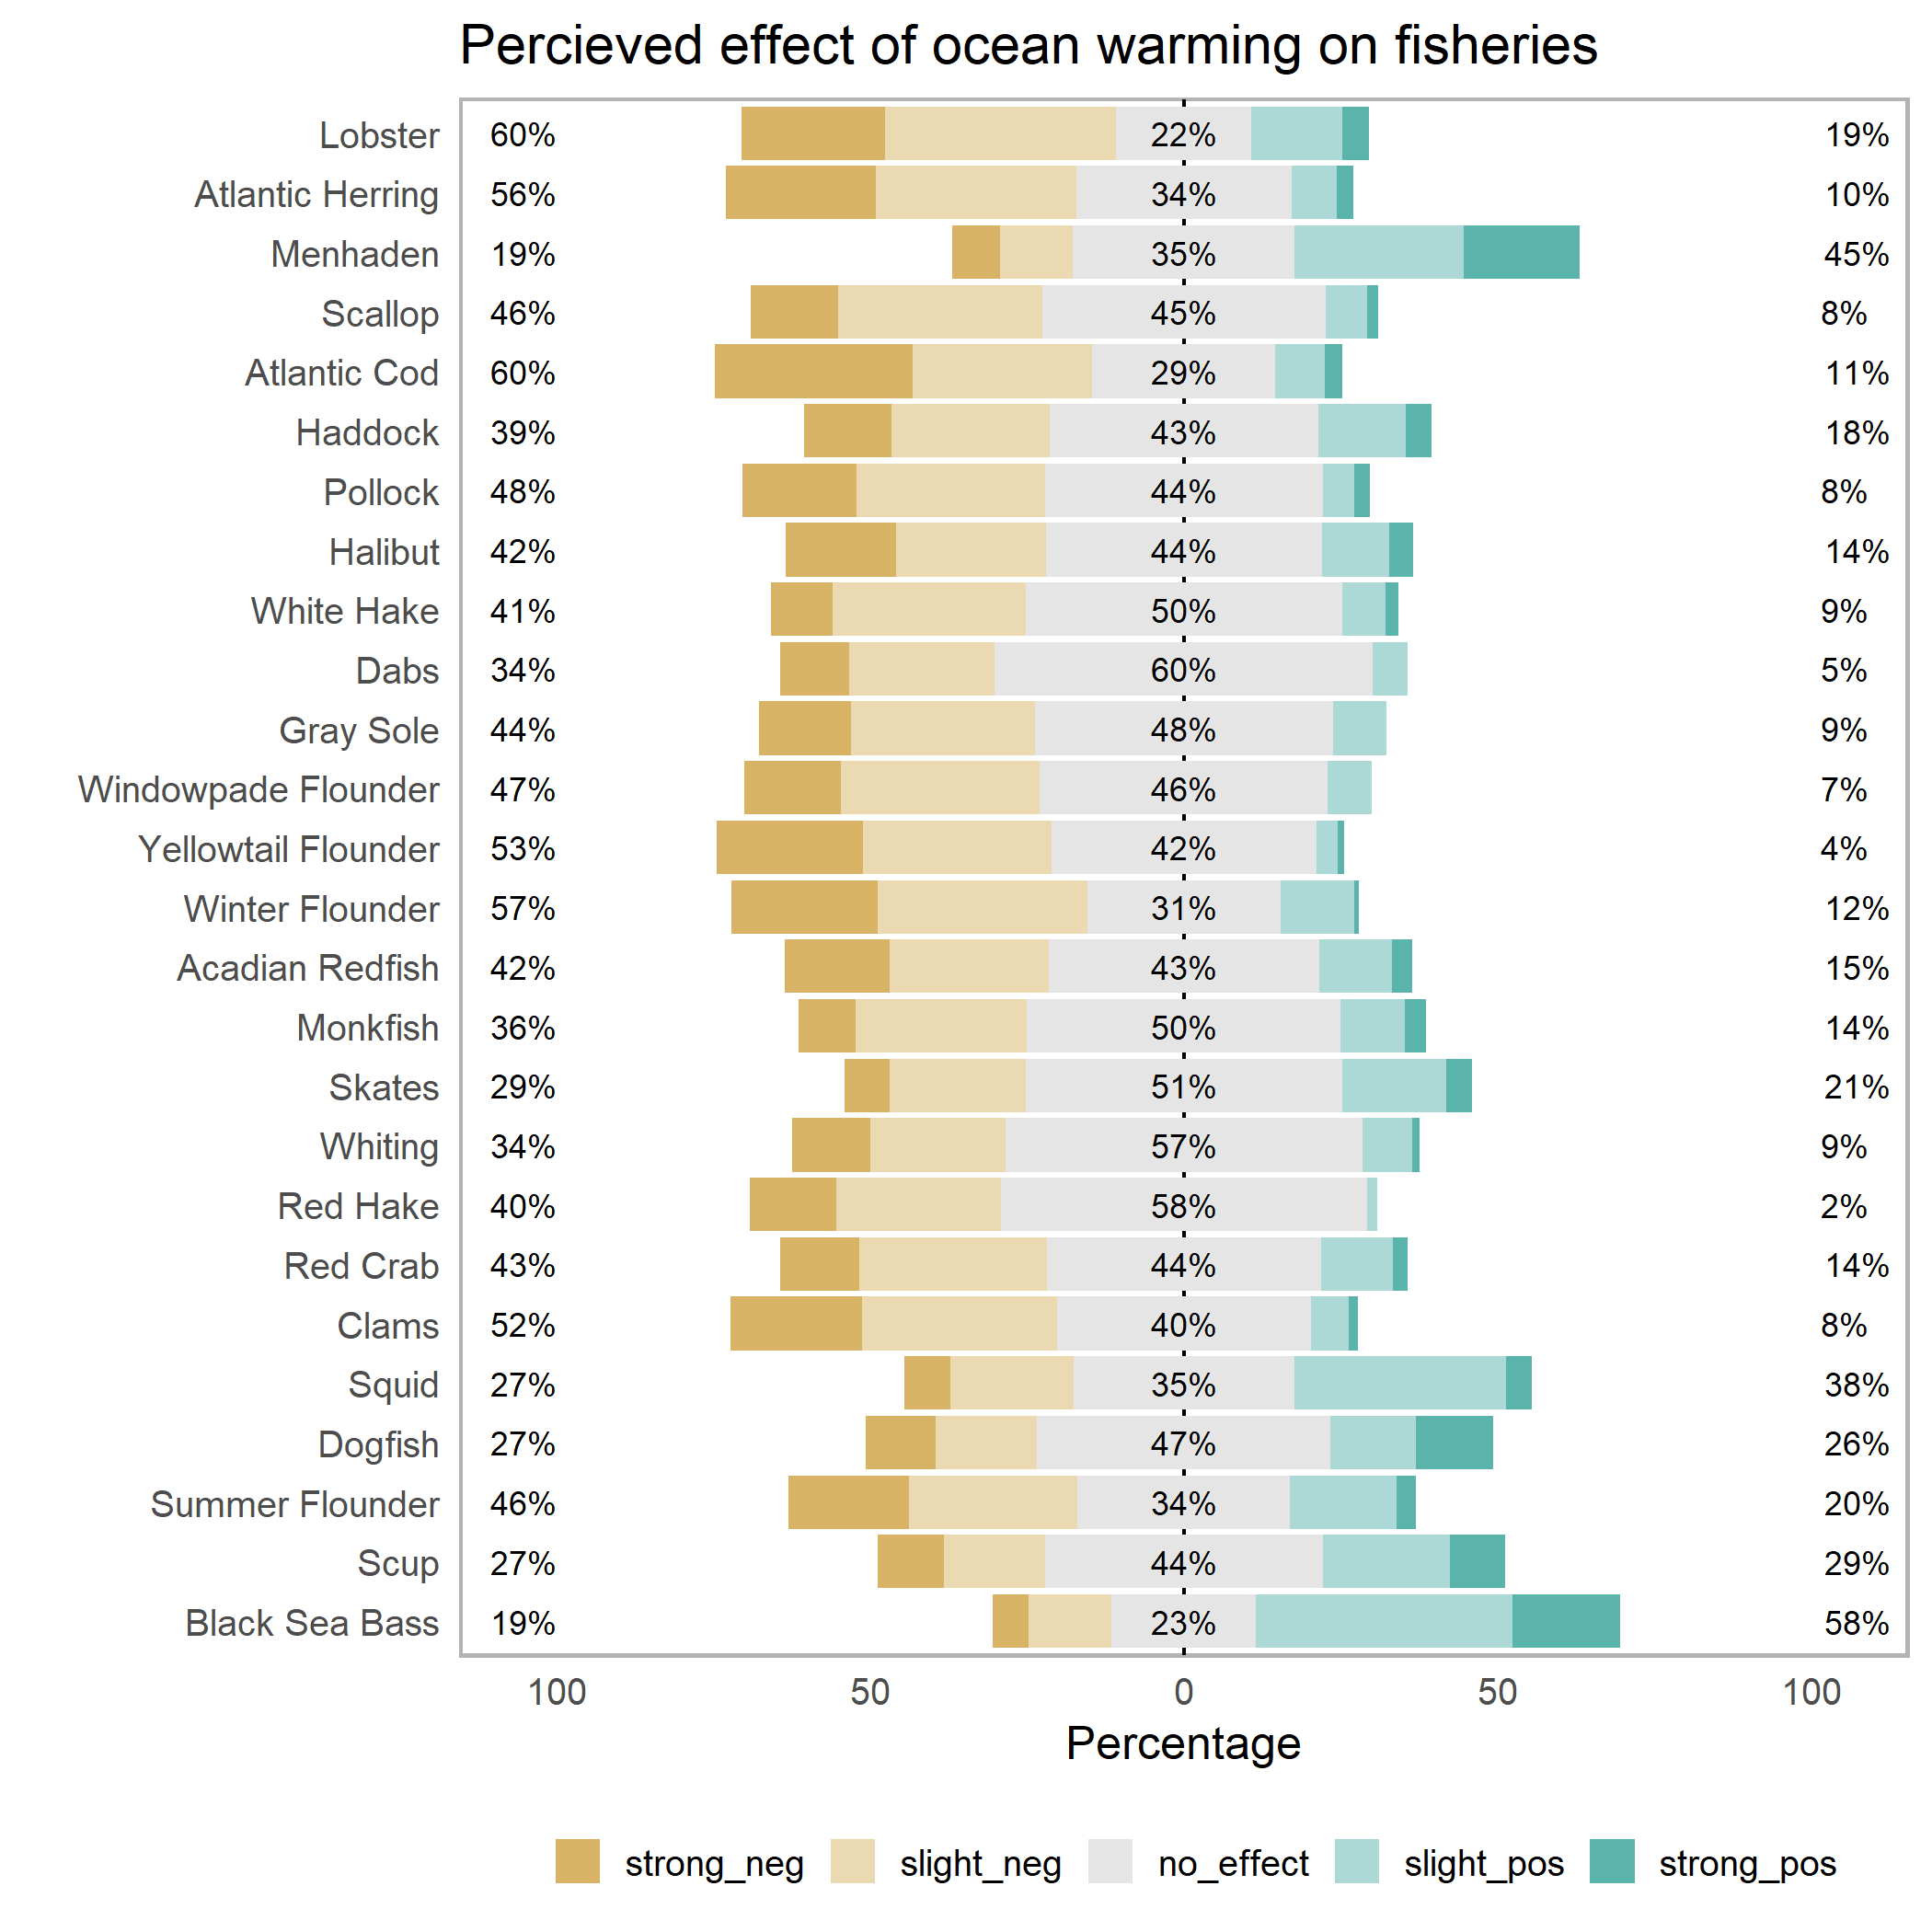 Percieved effect of ocean warming on fisheries
Lobster 60% 22% 19%
Atlantic Herring 56% 34% 10%
Menhaden 19% 35% 45%
Scallop 46% 45% 8%
Atlantic Cod 60% 29% 11%
Haddock 39% 43% 18%
Pollock 48% 44% 8%
Halibut 42% 44% 14%
White Hake 41% 50% 9%
Dabs 34% 60% 5%
Gray Sole 44% 48% 9%
Windowpade Flounder 47% 46% 7%
Yellowtail Flounder 53% 42% 4%
Winter Flounder 57% 31% 12%
Acadian Redfish 42% 43% 15%
Monkfish 36% 50% 14%
Skates 29% 51% 21%
Whiting 34% 57% 9%
Red Hake 40% 58% 2%
Red Crab 43% 44% 14%
Clams 52% 40% 8%
Squid 27% 35% 38%
Dogfish 27% 47% 26%
Summer Flounder 46% 34% 20%
Scup 27% 44% 29%
Black Sea Bass 19% 23% 58%
100 50 0 50 100
Percentage
strong_neg slight_neg no_effect slight_pos strong_pos